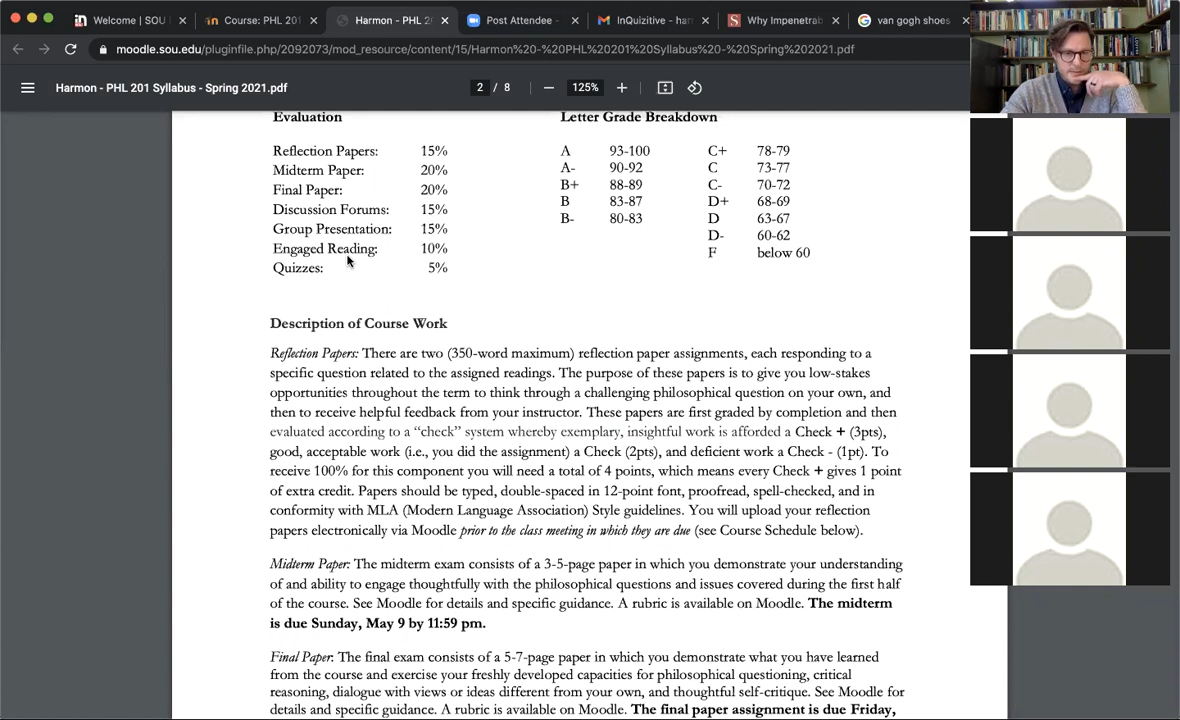 Welcome | SOU
Course: PHL 201
Harmon - PHL 2
Post Attendee -
InQuizitive - har
Why Impenetrab
van gogh shoes
moodle.sou.edu/pluginfile.php/2092073/mod_resource/content/15/Harmon%20-%20PHL%20201%20Syllabus%20-%20Spring%202021.pdf
Harmon - PHL 201 Syllabus - Spring 2021.pdf
2 / 8
125%
Evaluation
Reflection Papers: 15%
Midterm Paper: 20%
Final Paper: 20%
Discussion Forums: 15%
Group Presentation: 15%
Engaged Reading: 10%
Quizzes: 5%
Letter Grade Breakdown
A 93-100 C+ 78-79
A- 90-92 C 73-77
B+ 88-89 C- 70-72
B 83-87 D+ 68-69
B- 80-83 D 63-67
D- 60-62
F below 60
Description of Course Work
Reflection Papers: There are two (350-word maximum) reflection paper assignments, each responding to a
specific question related to the assigned readings. The purpose of these papers is to give you low-stakes
opportunities throughout the term to think through a challenging philosophical question on your own, and
then to receive helpful feedback from your instructor. These papers are first graded by completion and then
evaluated according to a “check” system whereby exemplary, insightful work is afforded a Check + (3pts),
good, acceptable work (i.e., you did the assignment) a Check (2pts), and deficient work a Check - (1pt). To
receive 100% for this component you will need a total of 4 points, which means every Check + gives 1 point
of extra credit. Papers should be typed, double-spaced in 12-point font, proofread, spell-checked, and in
conformity with MLA (Modern Language Association) Style guidelines. You will upload your reflection
papers electronically via Moodle prior to the class meeting in which they are due (see Course Schedule below).
Midterm Paper: The midterm exam consists of a 3-5-page paper in which you demonstrate your understanding
of and ability to engage thoughtfully with the philosophical questions and issues covered during the first half
of the course. See Moodle for details and specific guidance. A rubric is available on Moodle. The midterm
is due Sunday, May 9 by 11:59 pm.
Final Paper: The final exam consists of a 5-7-page paper in which you demonstrate what you have learned
from the course and exercise your freshly developed capacities for philosophical questioning, critical
reasoning, dialogue with views or ideas different from your own, and thoughtful self-critique. See Moodle for
details and specific guidance. A rubric is available on Moodle. The final paper assignment is due Friday,